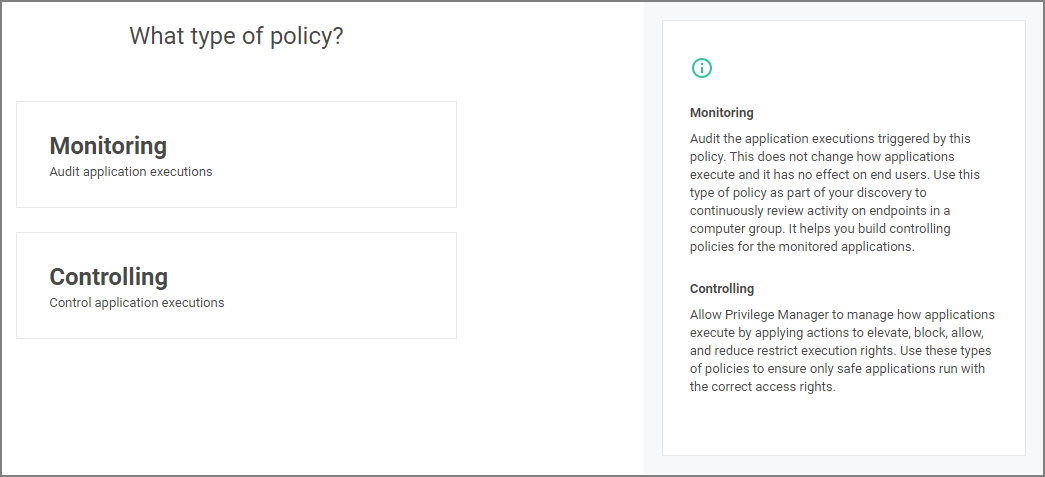 What type of policy?
Monitoring
Audit application executions
Controlling
Control application executions
Monitoring
Audit the application executions triggered by this
policy. This does not change how applications
execute and it has no effect on end users. Use this
type of policy as part of your discovery to
continuously review activity on endpoints in a
computer group. It helps you build controlling
policies for the monitored applications.
Controlling
Allow Privilege Manager to manage how applications
execute by applying actions to elevate, block, allow,
and reduce restrict execution rights. Use these types
of policies to ensure only safe applications run with
the correct access rights.